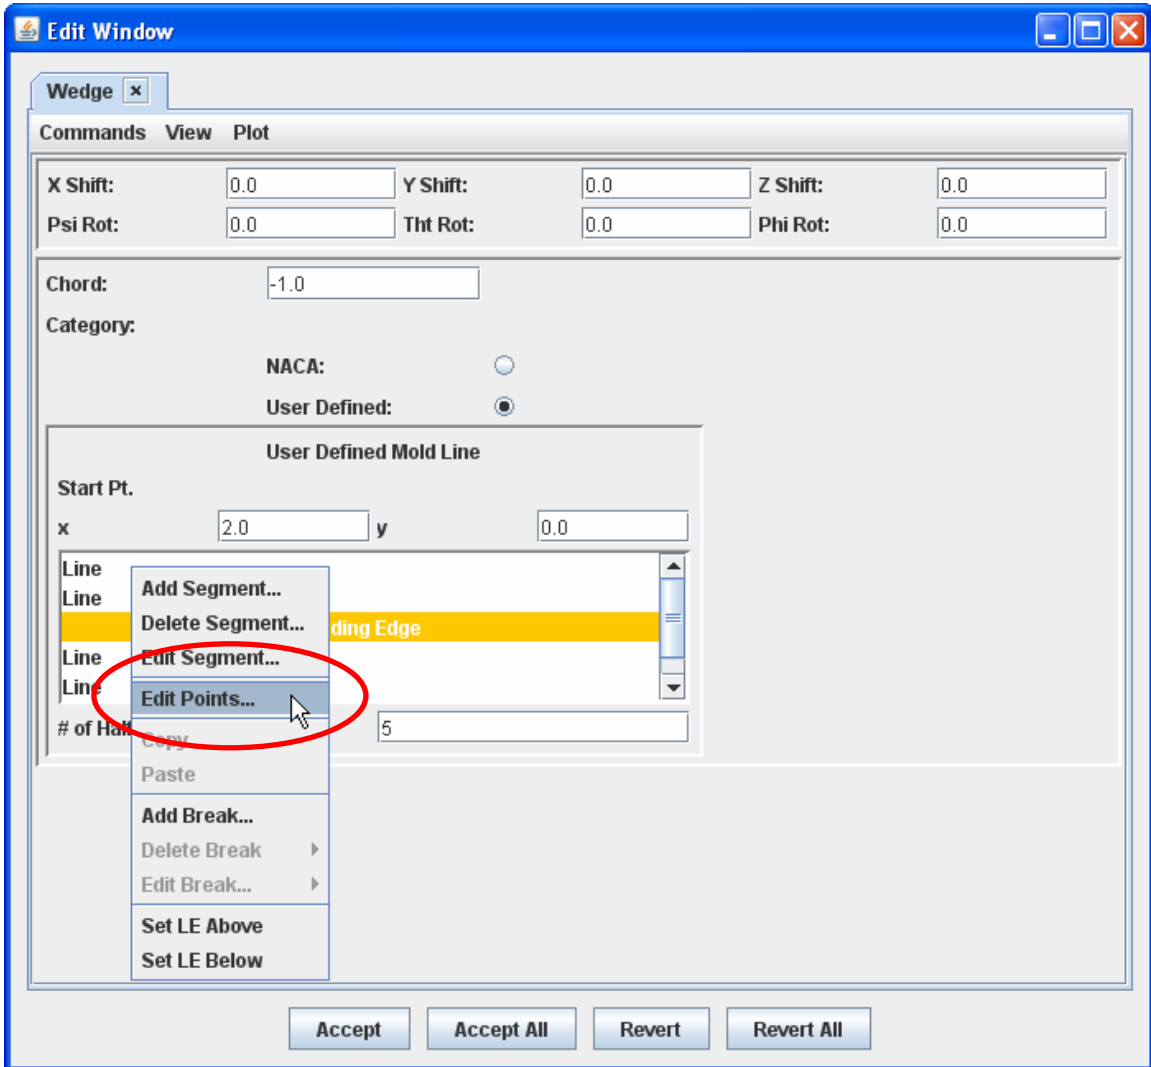 Edit Window
Wedge
Commands View Plot
X Shift: 0.0 Y Shift: 0.0 Z Shift: 0.0
Psi Rot: 0.0 Tht Rot: 0.0 Phi Rot: 0.0
Chord: -1.0
Category:
NACA:
User Defined:
User Defined Mold Line
Start Pt.
x 2.0 y 0.0
Line
Line
ding Edge
Line
Line
# of Half 5
Add Segment...
Delete Segment...
Edit Segment...
Edit Points...
Copy
Paste
Add Break...
Delete Break
Edit Break...
Set LE Above
Set LE Below
Accept Accept All Revert Revert All